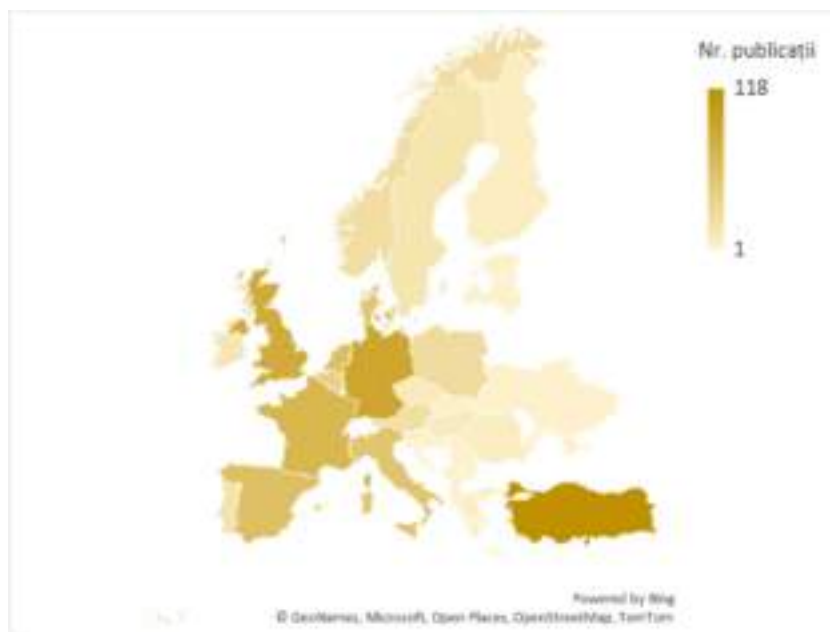 Nr. publicații
118
1
Powered by Bing
© GeoNames, Microsoft, Open Places, OpenStreetMap, TomTom